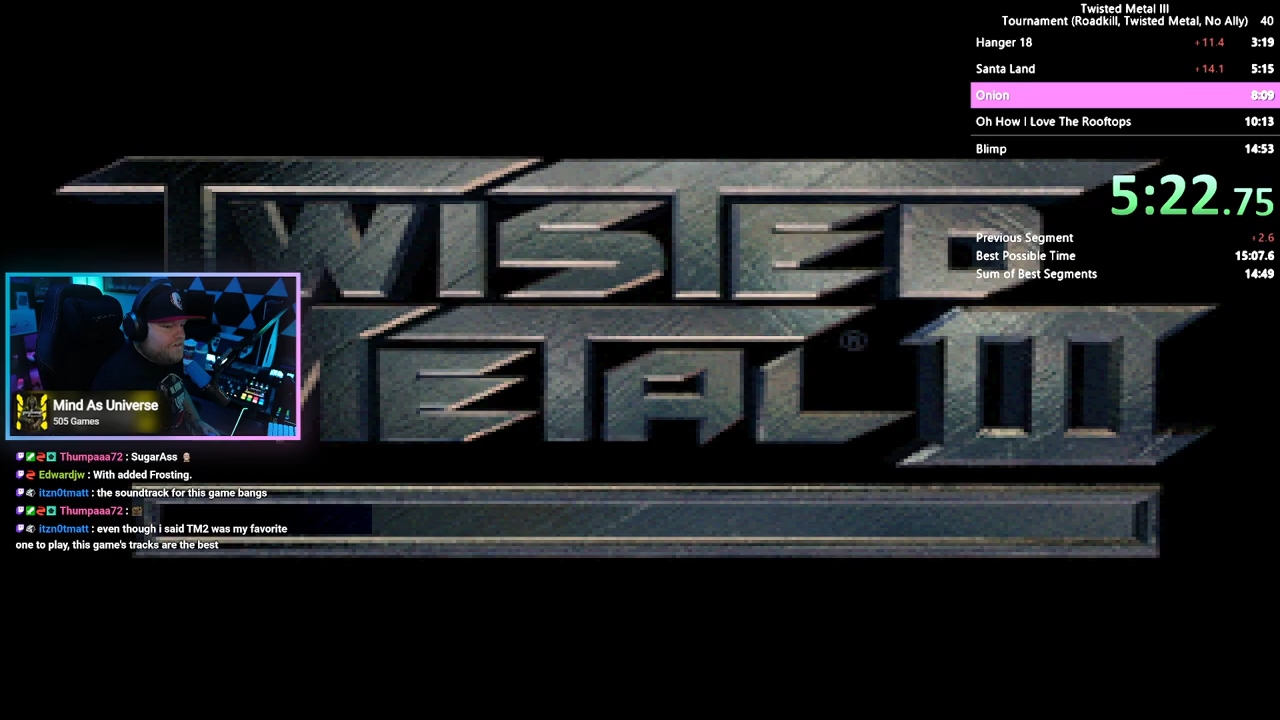 Twisted Metal III
Tournament (Roadkill, Twisted Metal, No Ally) 40
Hanger 18 +11.4 3:19
Santa Land +14.1 5:15
Onion 8:09
Oh How I Love The Rooftops 10:13
Blimp 14:53
5:22.75
Previous Segment +2.6
Best Possible Time 15:07.6
Sum of Best Segments 14:49
TWISTED
METAL ® III
Mind As Universe
505 Games
Thumpaaa72 : SugarAss
Edwardjw : With added Frosting.
itzn0tmatt : the soundtrack for this game bangs
Thumpaaa72 :
itzn0tmatt : even though i said TM2 was my favorite
one to play, this game's tracks are the best